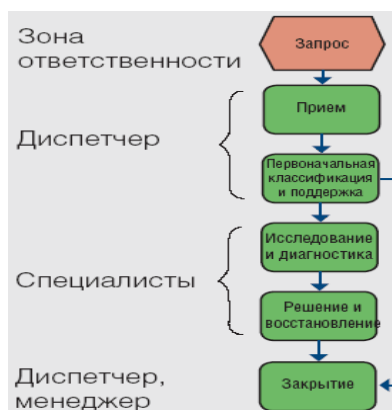 Зона
ответственности
Запрос
Прием
Диспетчер
Первоначальная
классификация
и поддержка
Исследование
и диагностика
Специалисты
Решение и
восстановление
Диспетчер,
менеджер
Закрытие